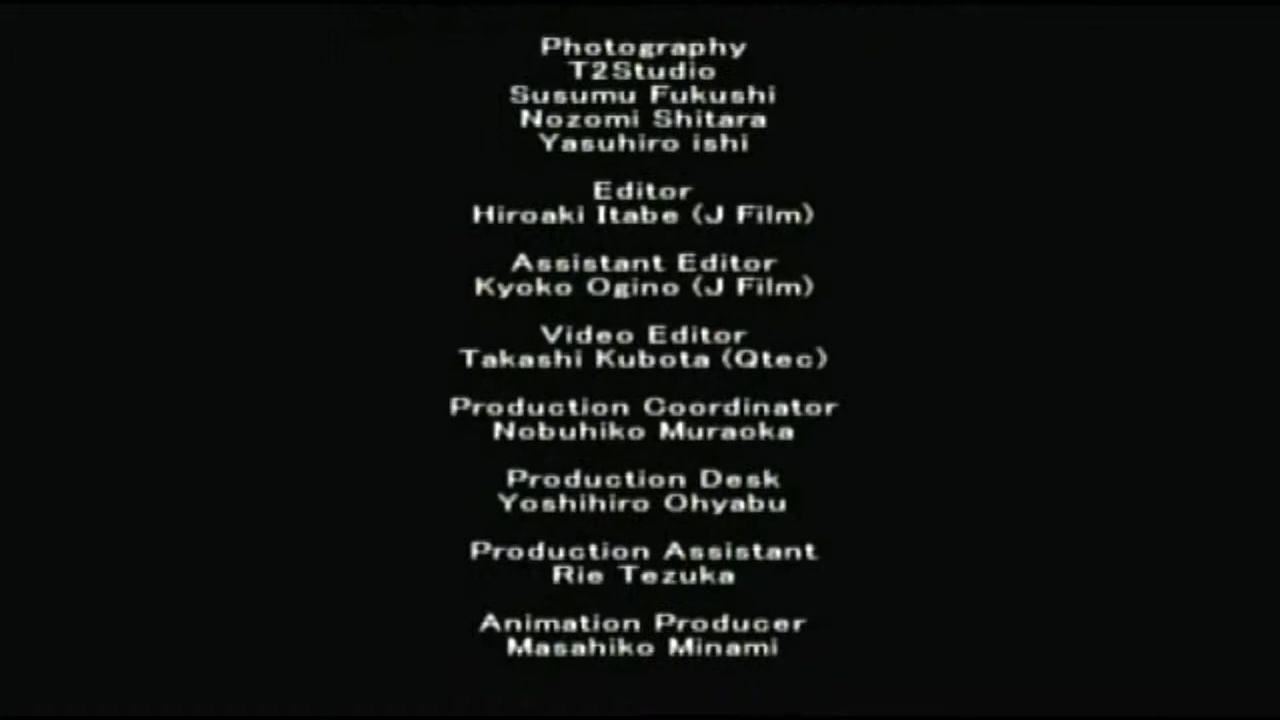 Photography
T2Studio
Susumu Fukushi
Nozomi Shitara
Yasuhiro ishi
Editor
Hiroaki Itabe (J Film)
Assistant Editor
Kyoko Ogino (J Film)
Video Editor
Takashi Kubota (Qtec)
Production Coordinator
Nobuhiko Muraoka
Production Desk
Yoshihiro Ohyabu
Production Assistant
Rie Tezuka
Animation Producer
Masahiko Minami